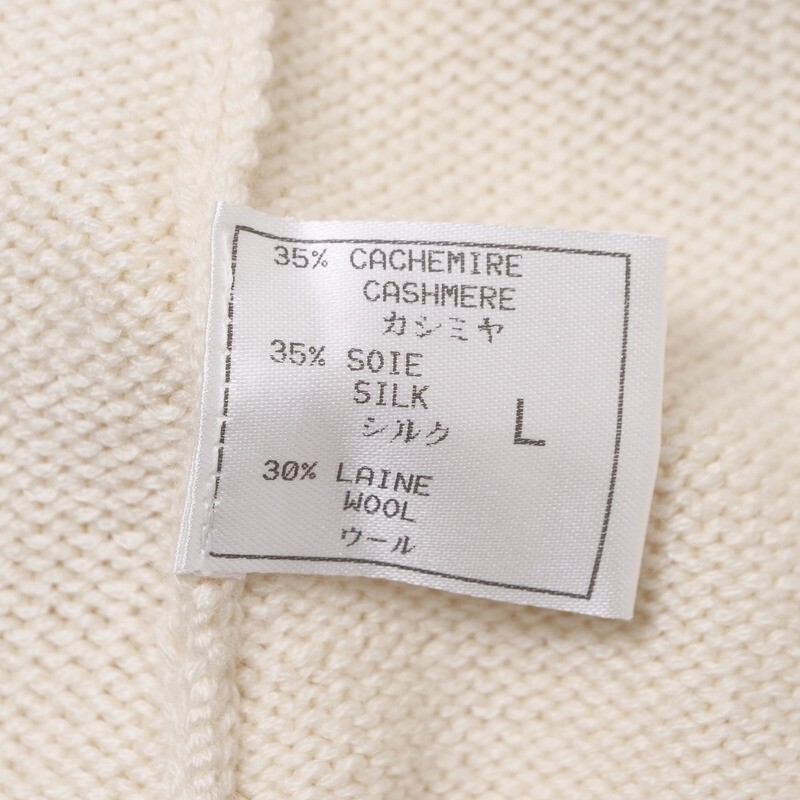 35% CACHEMIRE
CASHMERE
カシミヤ
35% SOIE
SILK
シルク
L
30% LAINE
WOOL
ウール